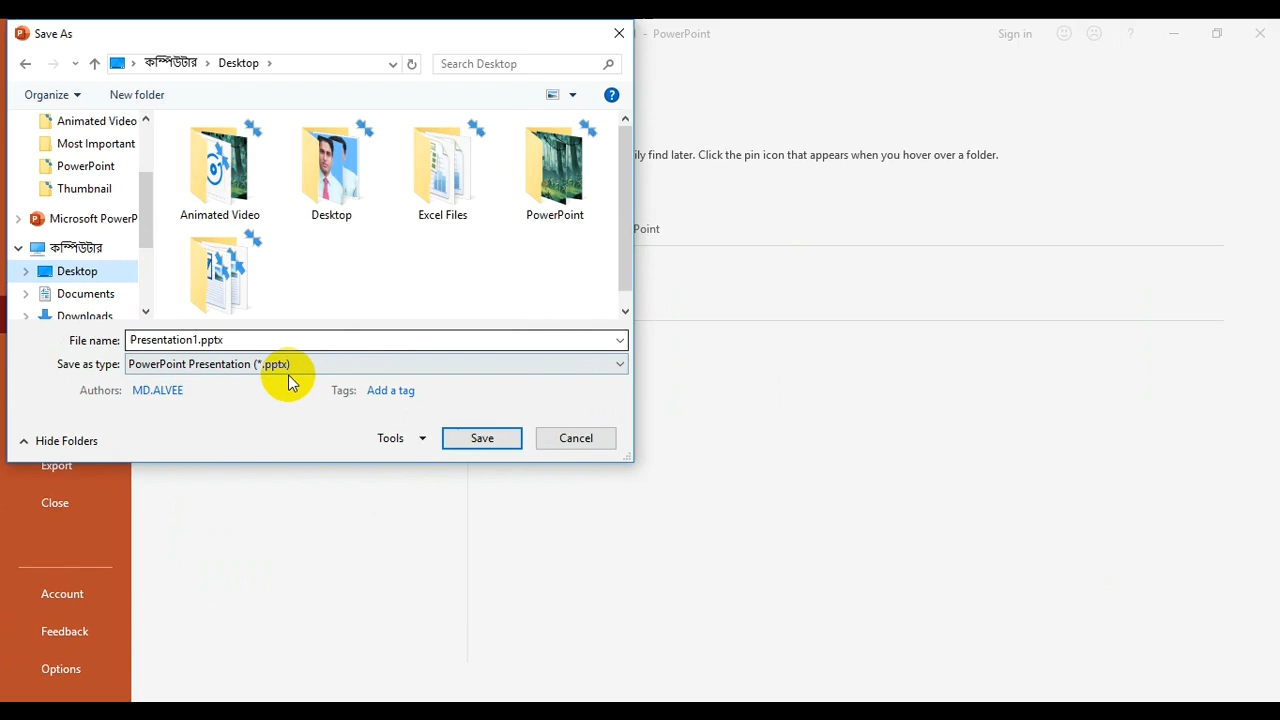 Save As
- PowerPoint
Sign in
?
কম্পিউটার
Desktop
Search Desktop
Organize
New folder
?
Animated Video
Most Important
PowerPoint
Thumbnail
Microsoft PowerP
কম্পিউটার
Desktop
Documents
Downloads
Animated Video
Desktop
Excel Files
PowerPoint
ily find later. Click the pin icon that appears when you hover over a folder.
Point
File name: Presentation1.pptx
Save as type: PowerPoint Presentation (*.pptx)
Authors: MD.ALVEE
Tags: Add a tag
Hide Folders
Tools
Save
Cancel
Export
Close
Account
Feedback
Options